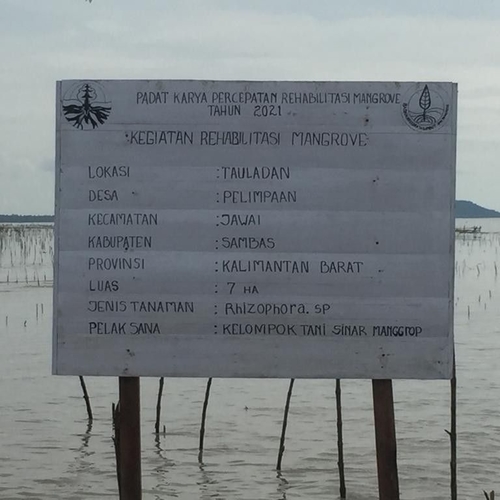 PADAT KARYA PERCEPATAN REHABILITASI MANGROVE
TAHUN 2021
KEGIATAN REHABILITASI MANGROVE
LOKASI : TAULADAN
DESA : PELIMPAAN
KECAMATAN : JAWAI
KABUPATEN : SAMBAS
PROVINSI : KALIMANTAN BARAT
LUAS : 7 HA
JENIS TANAMAN : Rhizophora. SP
PELAK SANA : KELOMPOK TANI SINAR MANGGROP